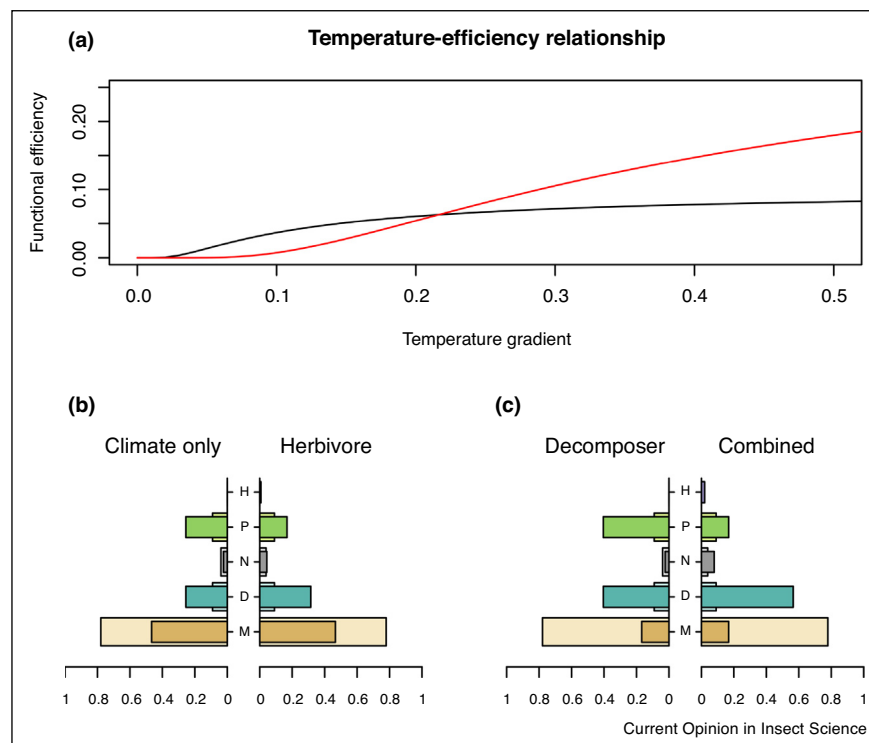 (a) Temperature-efficiency relationship
Functional efficiency
0.00 0.10 0.20
0.0 0.1 0.2 0.3 0.4 0.5
Temperature gradient
(b)
Climate only Herbivore
H
P
N
D
M
1 0.8 0.6 0.4 0.2 0 0 0.2 0.4 0.6 0.8 1
(c)
Decomposer Combined
H
P
N
D
M
1 0.8 0.6 0.4 0.2 0 0 0.2 0.4 0.6 0.8 1
Current Opinion in Insect Science